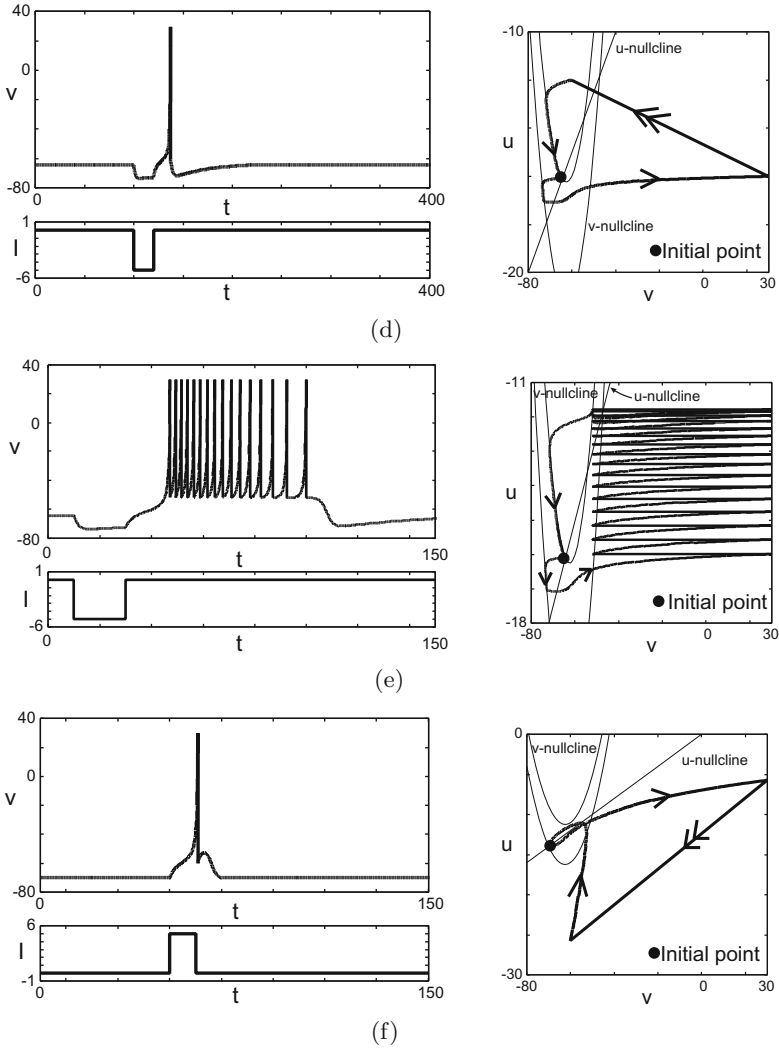 40
0
v
-80
0
t
400
1
I
-6
0
t
400
-10
u-nullcline
u
v-nullcline
Initial point
-20
-80
0
30
v
(d)
40
0
v
-80
0
t
150
1
I
-6
0
t
150
-11
v-nullcline
u-nullcline
u
Initial point
-18
-80
0
30
v
(e)
40
0
v
-80
0
t
150
6
I
-1
0
t
150
0
v-nullcline
u-nullcline
u
Initial point
-30
-80
0
30
v
(f)